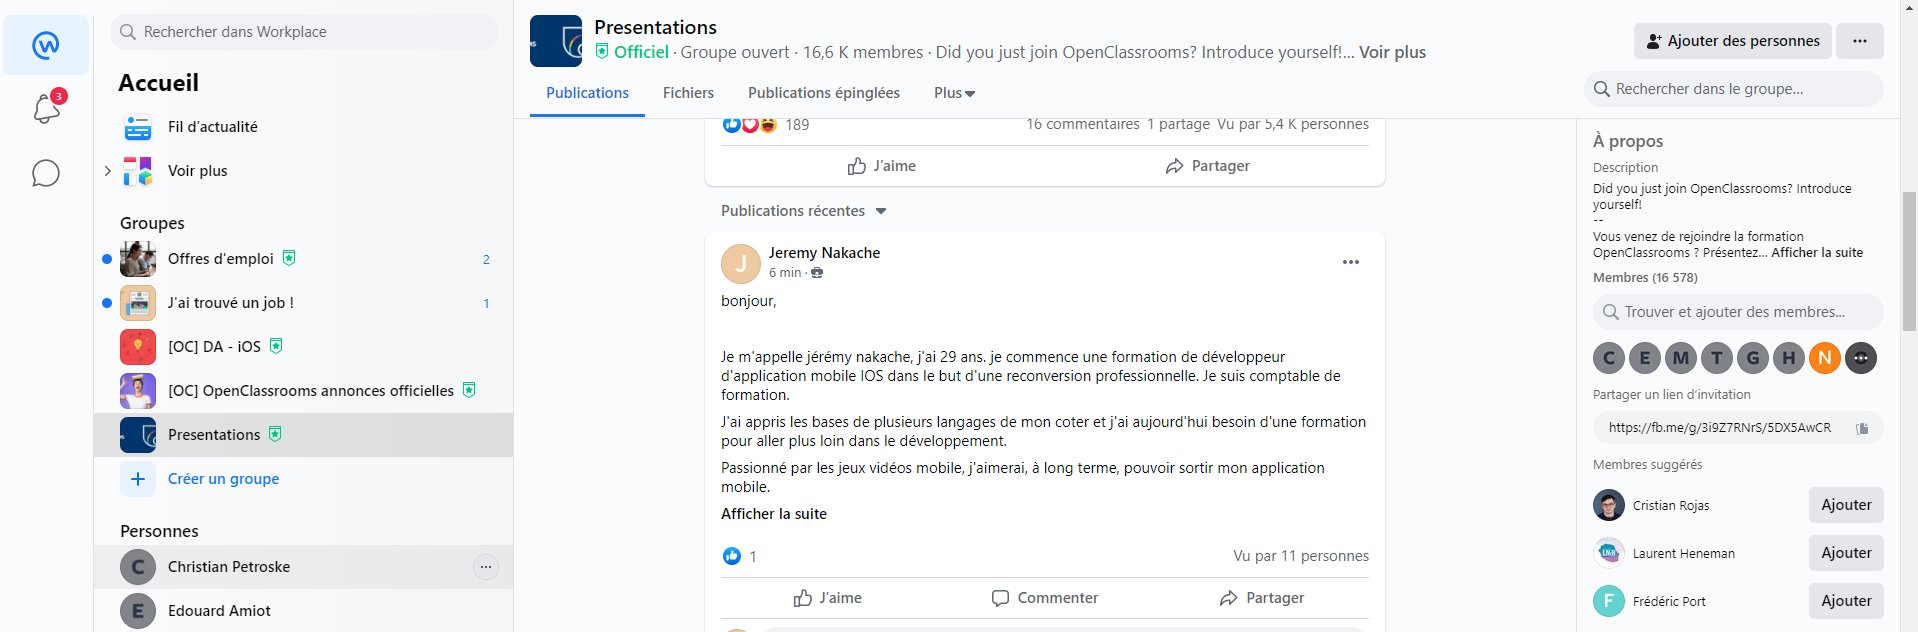 3
Rechercher dans Workplace
Accueil
Fil d’actualité
Voir plus
Groupes
Offres d'emploi
2
J'ai trouvé un job !
1
[OC] DA - iOS
[OC] OpenClassrooms annonces officielles
Presentations
Créer un groupe
Personnes
C Christian Petroske
E Edouard Amiot
Presentations
Officiel · Groupe ouvert · 16,6 K membres · Did you just join OpenClassrooms? Introduce yourself!... Voir plus
Ajouter des personnes
Publications
Fichiers
Publications épinglées
Plus
Rechercher dans le groupe...
189
16 commentaires 1 partage Vu par 5,4 K personnes
J’aime
Partager
Publications récentes
J
Jeremy Nakache
6 min ·
bonjour,
Je m'appelle jérémy nakache, j'ai 29 ans. je commence une formation de développeur
d'application mobile IOS dans le but d'une reconversion professionnelle. Je suis comptable de
formation.
J'ai appris les bases de plusieurs langages de mon coter et j'ai aujourd'hui besoin d'une formation
pour aller plus loin dans le développement.
Passionné par les jeux vidéos mobile, j'aimerai, à long terme, pouvoir sortir mon application
mobile.
Afficher la suite
1
Vu par 11 personnes
J’aime
Commenter
Partager
À propos
Description
Did you just join OpenClassrooms? Introduce
yourself!
--
Vous venez de rejoindre la formation
OpenClassrooms ? Présentez... Afficher la suite
Membres (16 578)
Trouver et ajouter des membres...
C E M T G H N
Partager un lien d’invitation
https://fb.me/g/3i9Z7RNrS/5DX5AwCR
Membres suggérés
Cristian Rojas
Ajouter
Laurent Heneman
Ajouter
F Frédéric Port
Ajouter